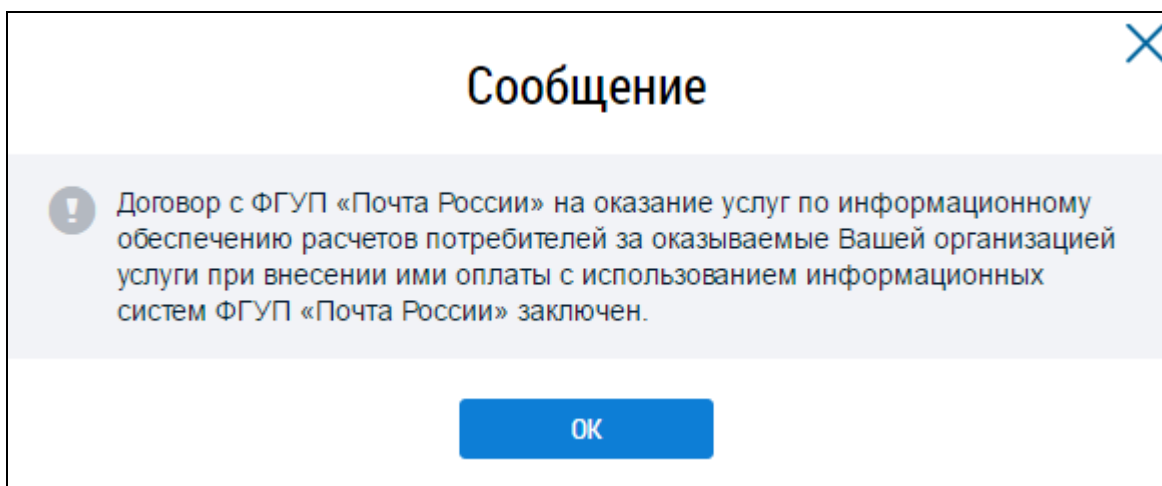 Сообщение
Договор с ФГУП «Почта России» на оказание услуг по информационному
обеспечению расчетов потребителей за оказываемые Вашей организацией
услуги при внесении ими оплаты с использованием информационных
систем ФГУП «Почта России» заключен.
ОК